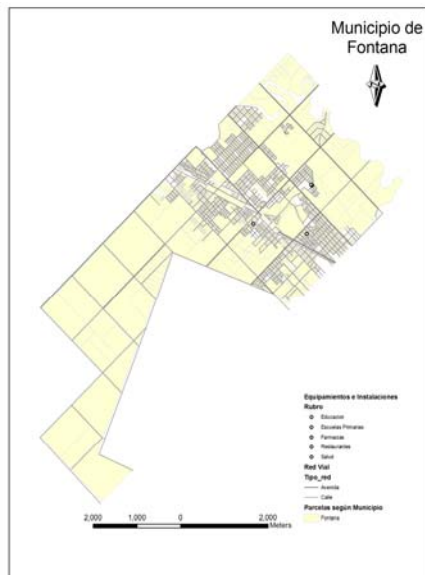 Municipio de
Fontana
Equipamientos e Instalaciones
Rubro
Educacion
Escuelas Primarias
Farmacias
Restaurantes
Salud
Red Vial
Tipo_red
Avenida
Calle
Parcelas según Municipio
Fontana
2,000 1,000 0 2,000
Meters